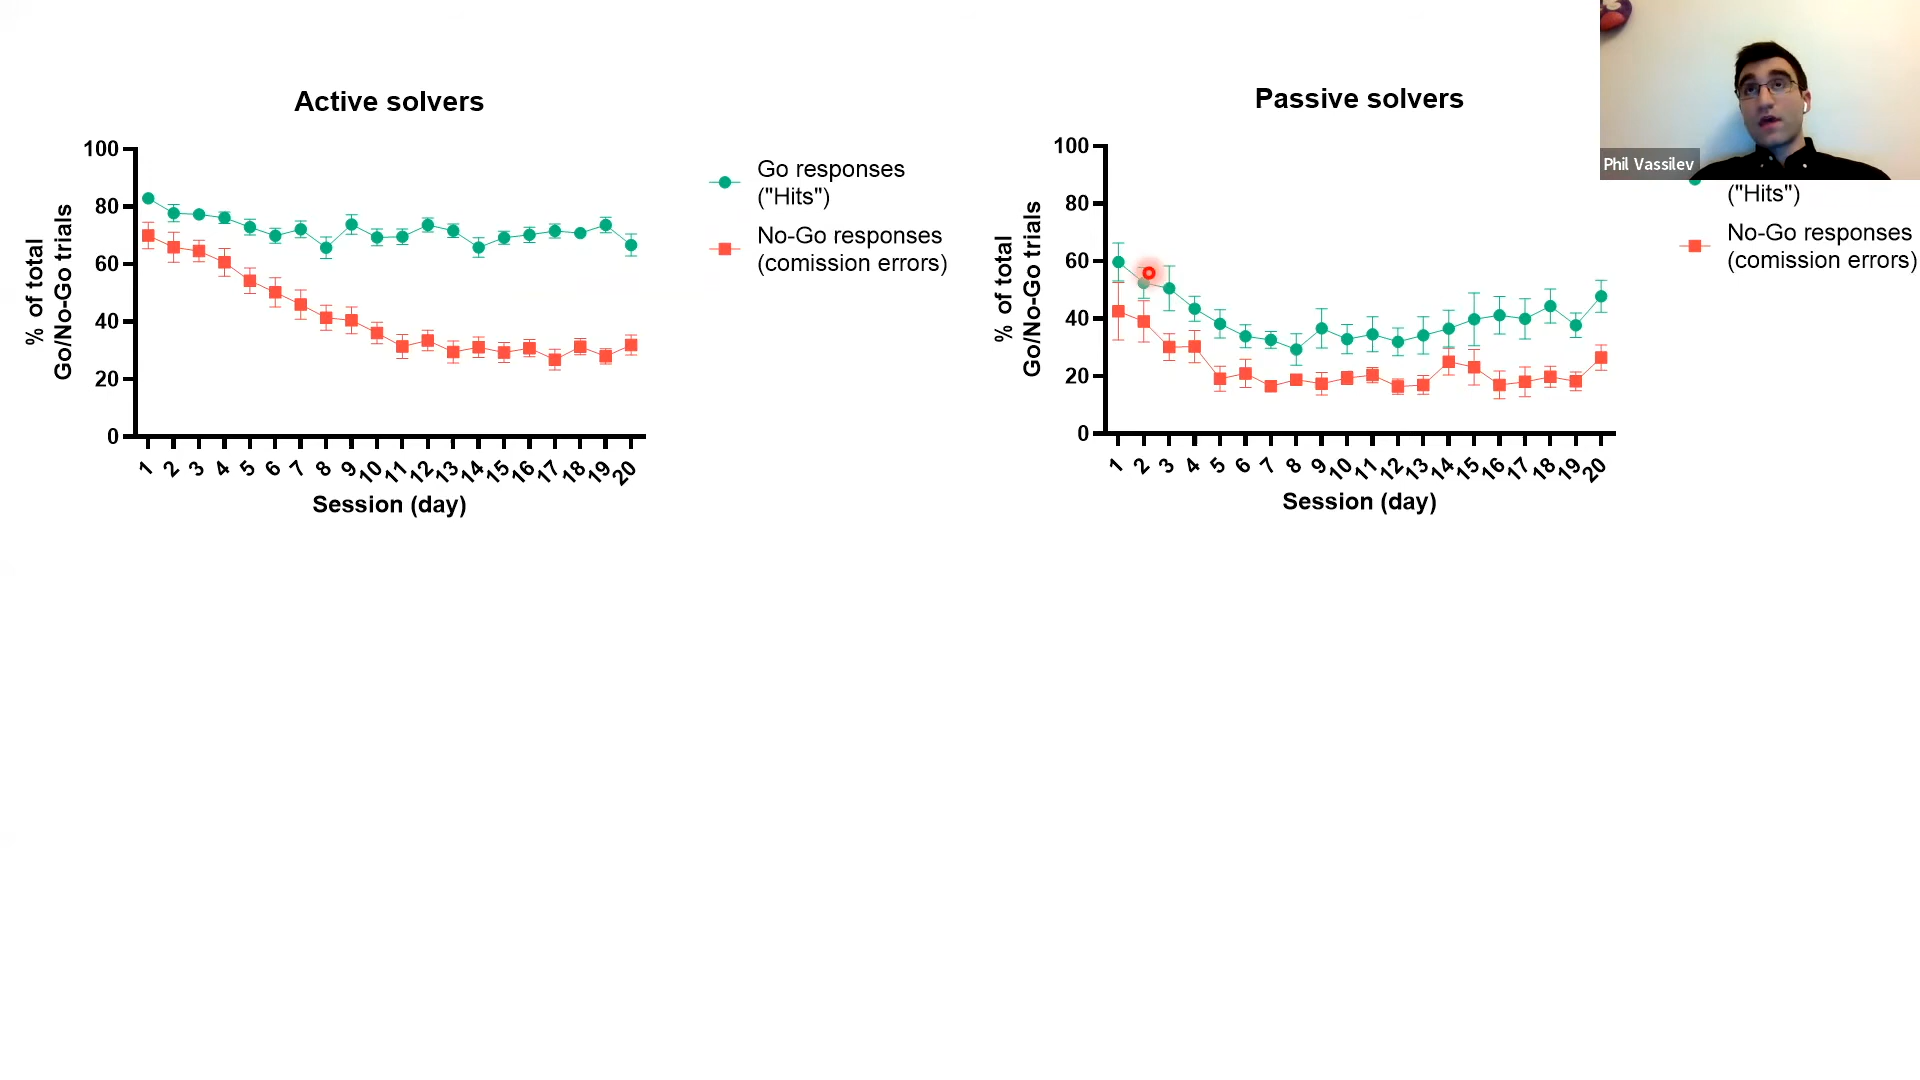 Active solvers
100
80
60
40
20
0
% of total
Go/No-Go trials
1 2 3 4 5 6 7 8 9 10 11 12 13 14 15 16 17 18 19 20
Session (day)
Go responses
("Hits")
No-Go responses
(comission errors)
Passive solvers
100
80
60
40
20
0
% of total
Go/No-Go trials
1 2 3 4 5 6 7 8 9 10 11 12 13 14 15 16 17 18 19 20
Session (day)
("Hits")
No-Go responses
(comission errors)
Phil Vassilev